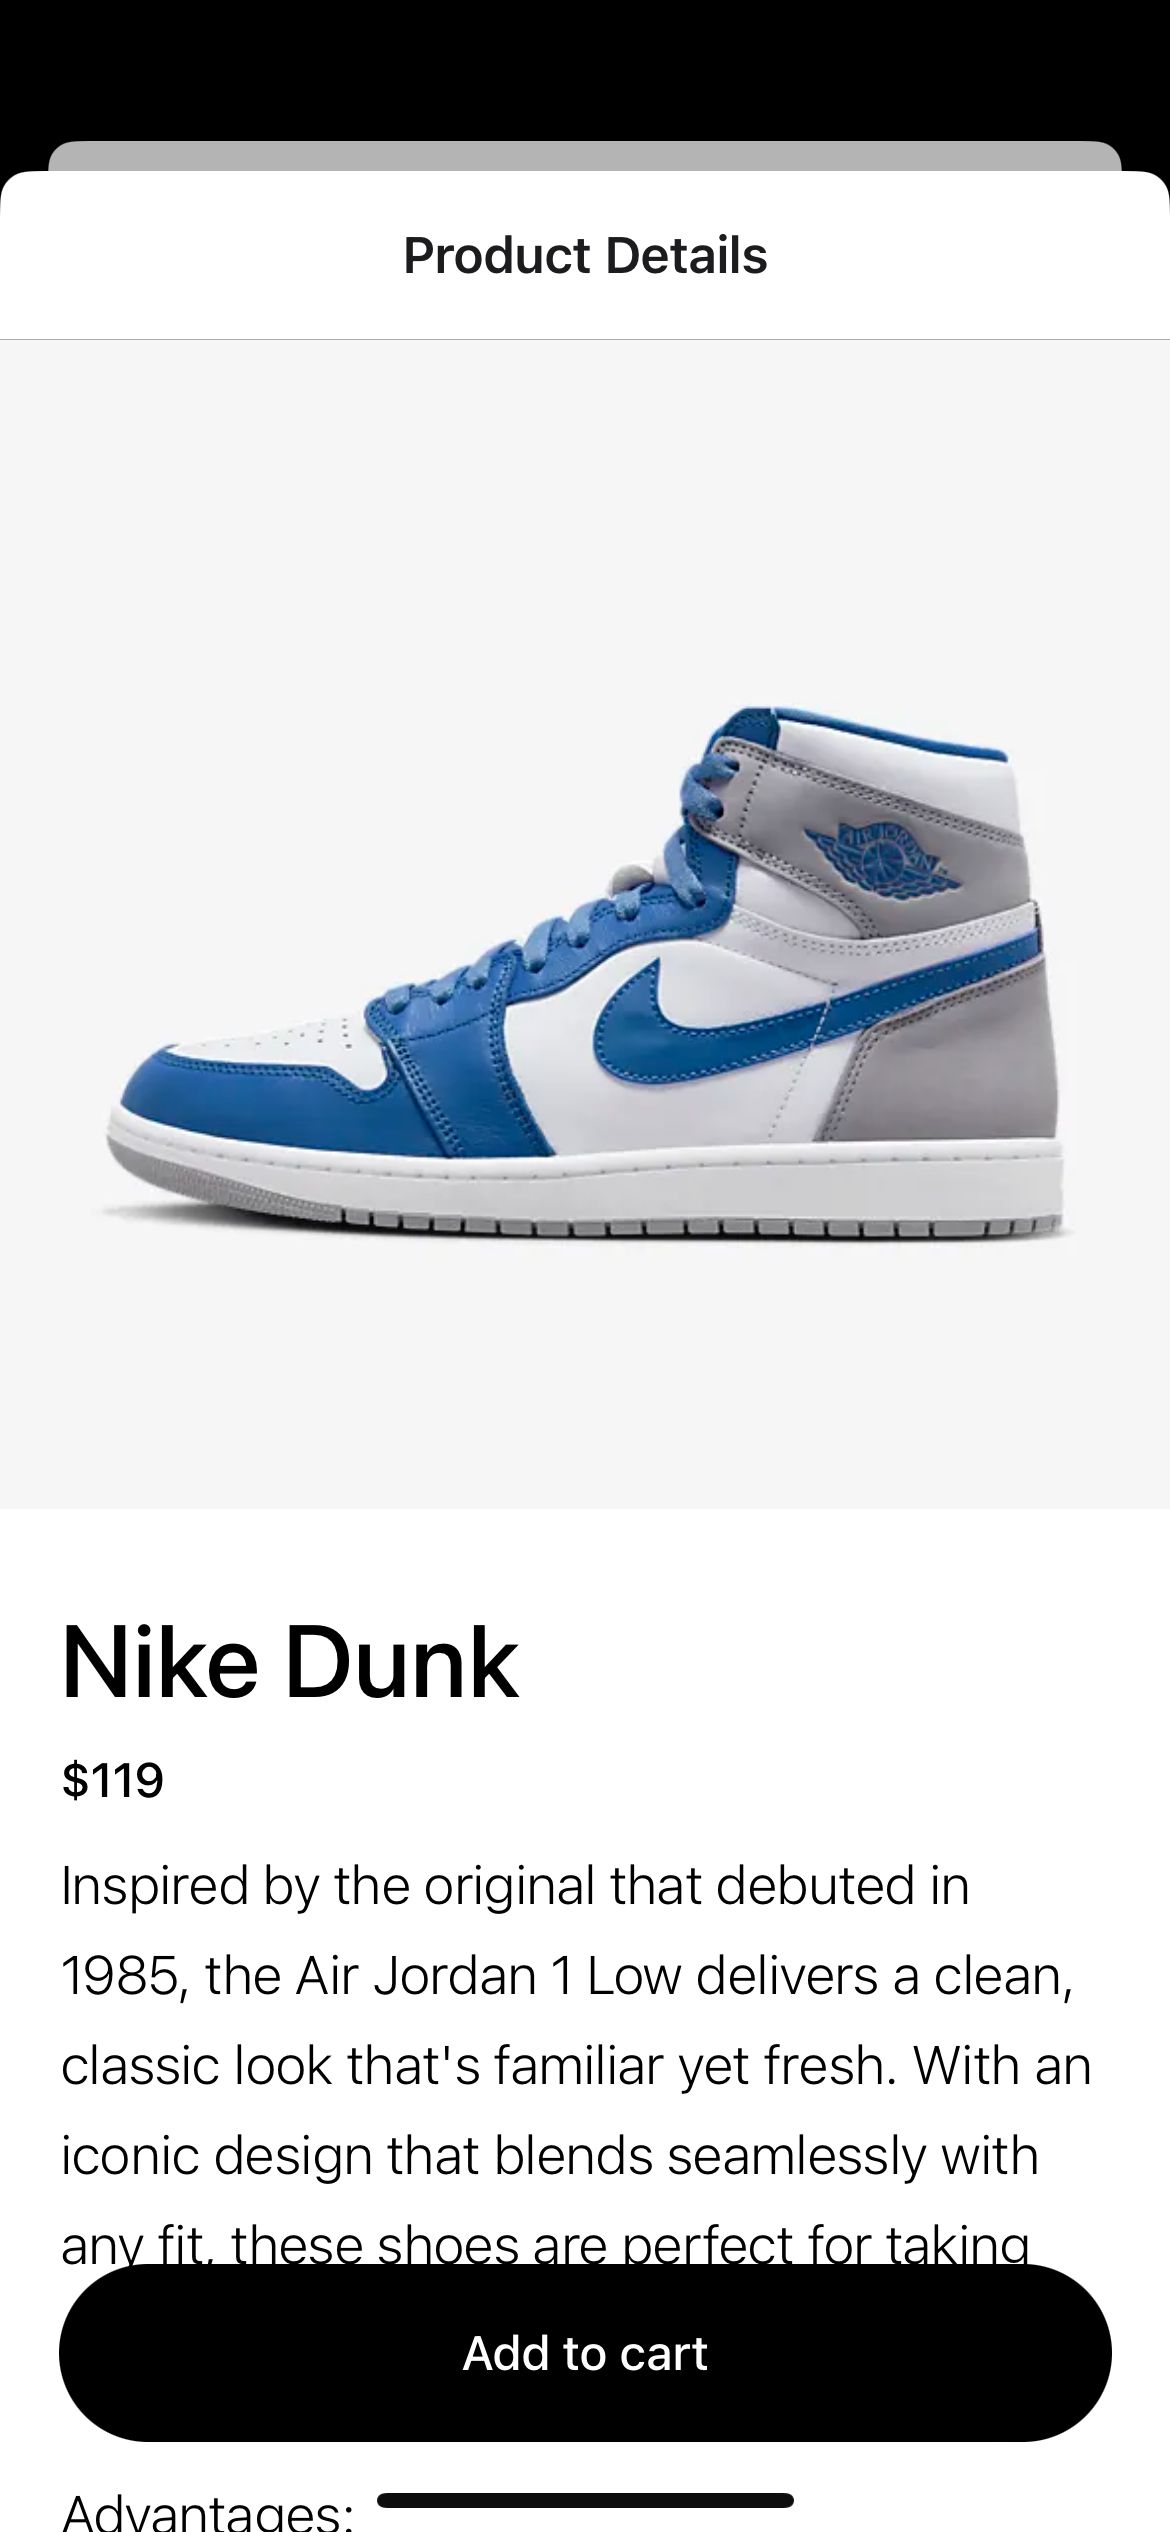 Product Details
AIR JORDAN
Nike Dunk
$119
Inspired by the original that debuted in
1985, the Air Jordan 1 Low delivers a clean,
classic look that's familiar yet fresh. With an
iconic design that blends seamlessly with
any fit, these shoes are perfect for taking
Add to cart
Advantages: